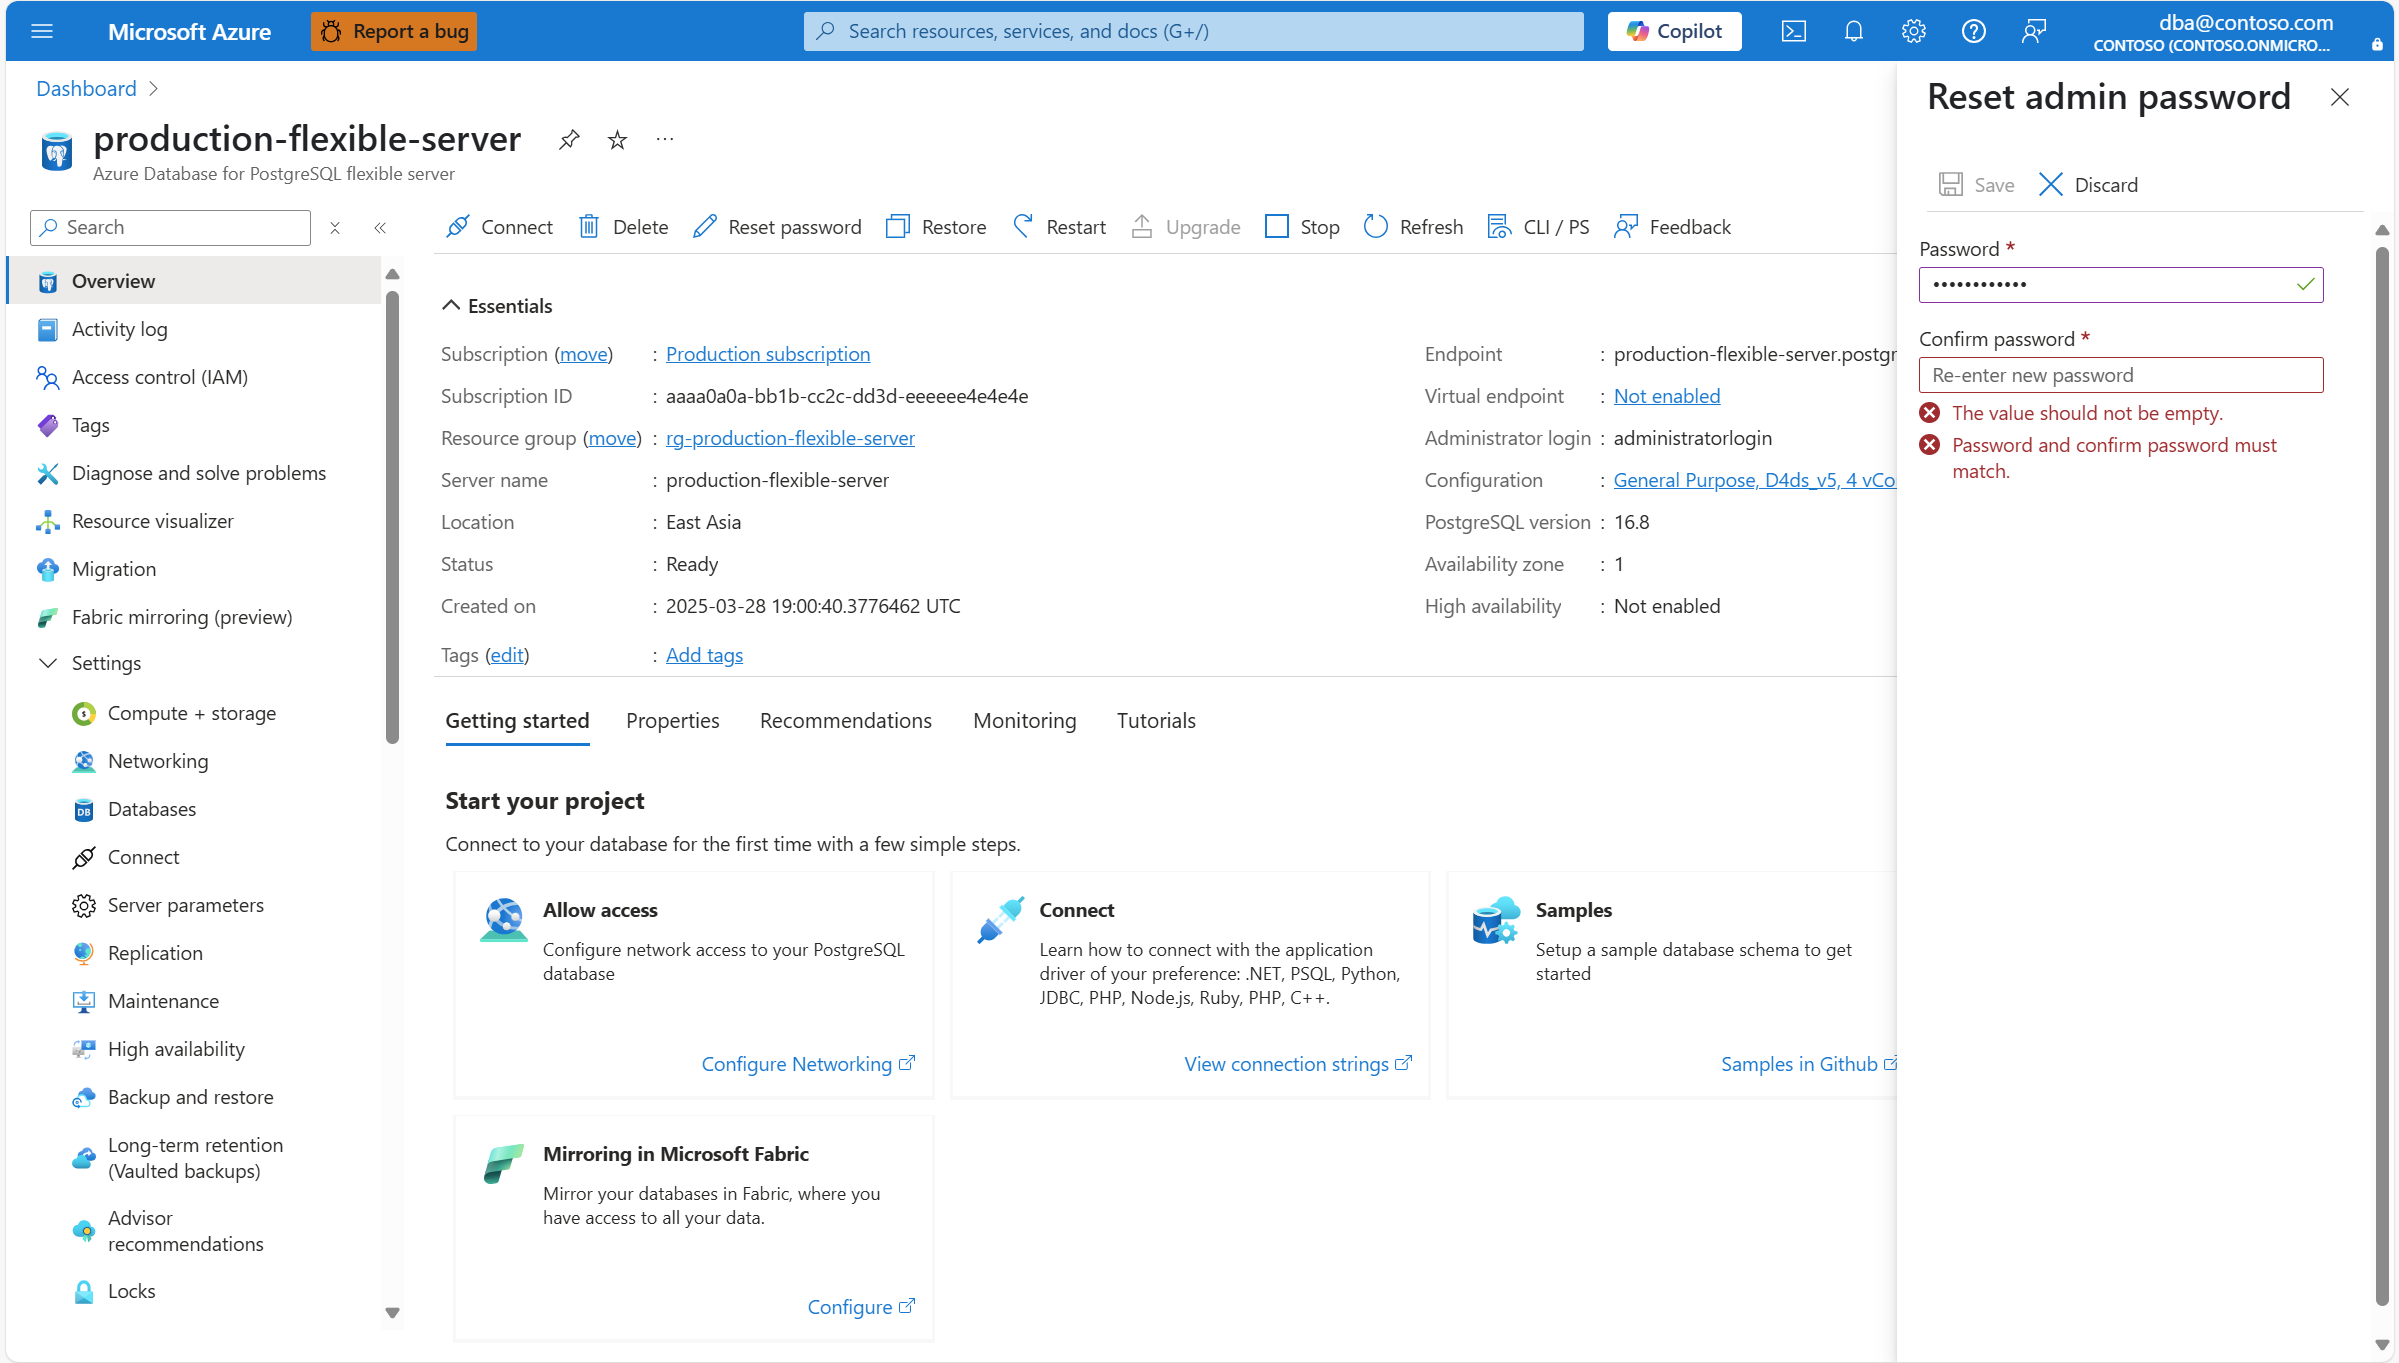 Microsoft Azure
Report a bug
Search resources, services, and docs (G+/)
Copilot
dba@contoso.com
CONTOSO (CONTOSO.ONMICRO...
Dashboard
production-flexible-server
Azure Database for PostgreSQL flexible server
Search
Overview
Activity log
Access control (IAM)
Tags
Diagnose and solve problems
Resource visualizer
Migration
Fabric mirroring (preview)
Settings
Compute + storage
Networking
Databases
Connect
Server parameters
Replication
Maintenance
High availability
Backup and restore
Long-term retention
(Vaulted backups)
Advisor
recommendations
Locks
Connect
Delete
Reset password
Restore
Restart
Upgrade
Stop
Refresh
CLI / PS
Feedback
Essentials
Subscription (move) : Production subscription
Subscription ID : aaaa0a0a-bb1b-cc2c-dd3d-eeeeee4e4e4e
Resource group (move) : rg-production-flexible-server
Server name : production-flexible-server
Location : East Asia
Status : Ready
Created on : 2025-03-28 19:00:40.3776462 UTC
Tags (edit) : Add tags
Endpoint : production-flexible-server.postgr
Virtual endpoint : Not enabled
Administrator login : administratorlogin
Configuration : General Purpose, D4ds_v5, 4 vCo
PostgreSQL version : 16.8
Availability zone : 1
High availability : Not enabled
Getting started
Properties
Recommendations
Monitoring
Tutorials
Start your project
Connect to your database for the first time with a few simple steps.
Allow access
Configure network access to your PostgreSQL
database
Configure Networking
Connect
Learn how to connect with the application
driver of your preference: .NET, PSQL, Python,
JDBC, PHP, Node.js, Ruby, PHP, C++.
View connection strings
Samples
Setup a sample database schema to get
started
Samples in Github
Mirroring in Microsoft Fabric
Mirror your databases in Fabric, where you
have access to all your data.
Configure
Reset admin password
Save
Discard
Password *
••••••••••••
Confirm password *
Re-enter new password
The value should not be empty.
Password and confirm password must
match.